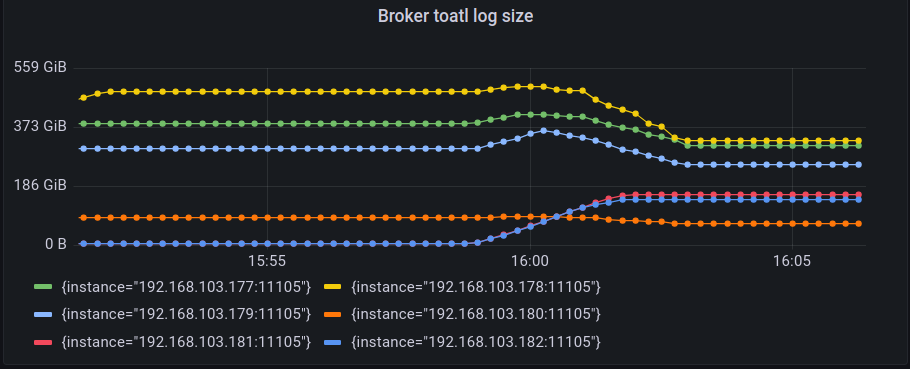 Broker toatl log size
559 GiB
373 GiB
186 GiB
0 B
15:55 16:00 16:05
{instance="192.168.103.177:11105"} {instance="192.168.103.178:11105"}
{instance="192.168.103.179:11105"} {instance="192.168.103.180:11105"}
{instance="192.168.103.181:11105"} {instance="192.168.103.182:11105"}